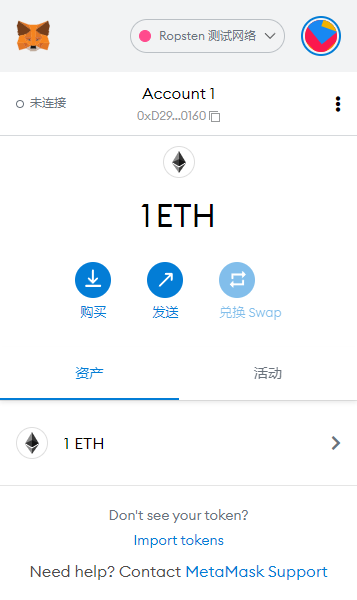 Ropsten 测试网络
未连接
Account 1
0xD29...0160
1 ETH
购买
发送
兑换 Swap
资产
活动
1 ETH
Don't see your token?
Import tokens
Need help? Contact MetaMask Support